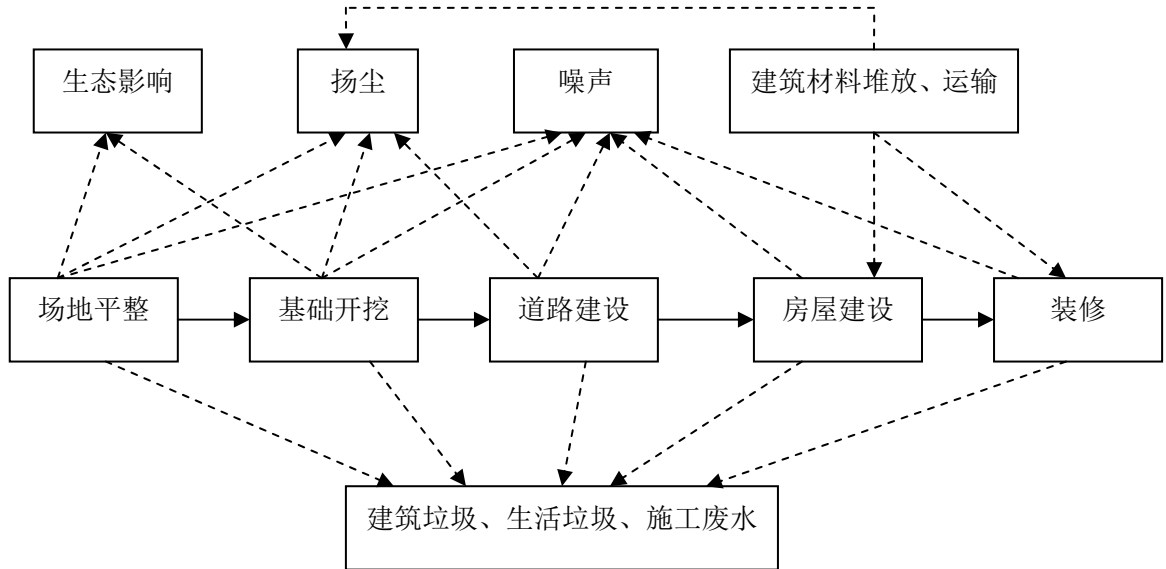 生态影响
扬尘
噪声
建筑材料堆放、运输
场地平整
基础开挖
道路建设
房屋建设
装修
建筑垃圾、生活垃圾、施工废水